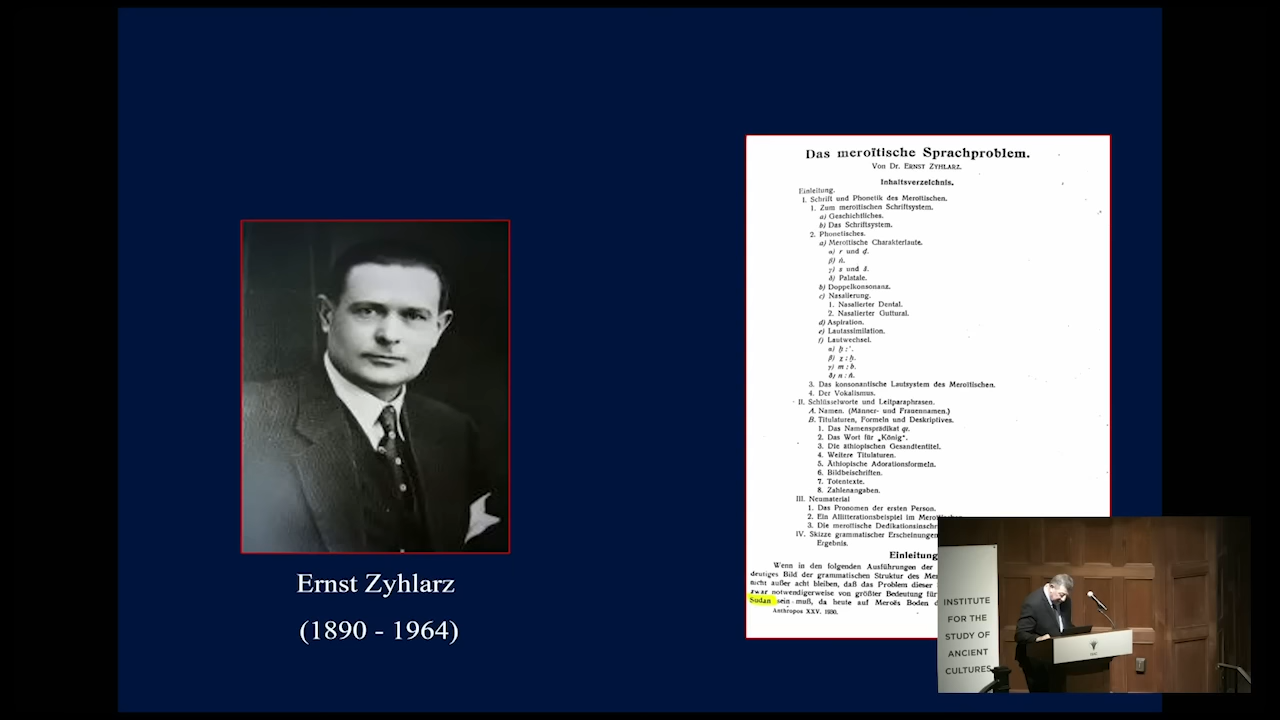 Das meroïtische Sprachproblem.
Von Dr. ERNST ZYHLARZ.
Inhaltsverzeichnis.
Einleitung.
I. Schrift und Phonetik des Meroïtischen.
1. Zum meroïtischen Schriftsystem.
a) Geschichtliches.
b) Das Schriftsystem.
2. Phonetisches.
a) Meroïtische Charakterlaute.
α) r und ḍ.
β) ñ.
γ) s und š.
δ) Palatale.
b) Doppelkonsonanz.
c) Nasalierung.
1. Nasalierter Dental.
2. Nasalierter Guttural.
d) Aspiration.
e) Lautassimilation.
f) Lautwechsel.
γ) m : b.
δ) n : ñ.
3. Das konsonantische Lautsystem des Meroïtischen.
4. Der Vokalismus.
II. Schlüsselworte und Leitparaphrasen.
A. Namen. (Männer- und Frauennamen.)
B. Titulaturen, Formeln und Deskriptives.
1. Das Namensprädikat qe.
2. Das Wort für „König“.
3. Die äthiopischen Gesandtentitel.
4. Weitere Titulaturen.
5. Äthiopische Adorationsformeln.
6. Bildbeischriften.
7. Totentexte.
8. Zahlenangaben.
III. Neumaterial
1. Das Pronomen der ersten Person.
2. Ein Alliterationsbeispiel im
3. Die meroïtische
IV. Skizze grammatischer Erscheinungen
Ergebnis.
Einleitung
Wenn in den folgenden Ausführungen der
deutiges Bild der grammatischen Struktur des
nicht außer acht bleiben, daß das Problem dieser
zwar notwendigerweise von größter Bedeutung für
Sudan sein muß, da heute auf Meroës Boden
Anthropos XXV. 1930.
Ernst Zyhlarz
(1890 - 1964)
INSTITUTE
FOR THE
STUDY OF
ANCIENT
CULTURES